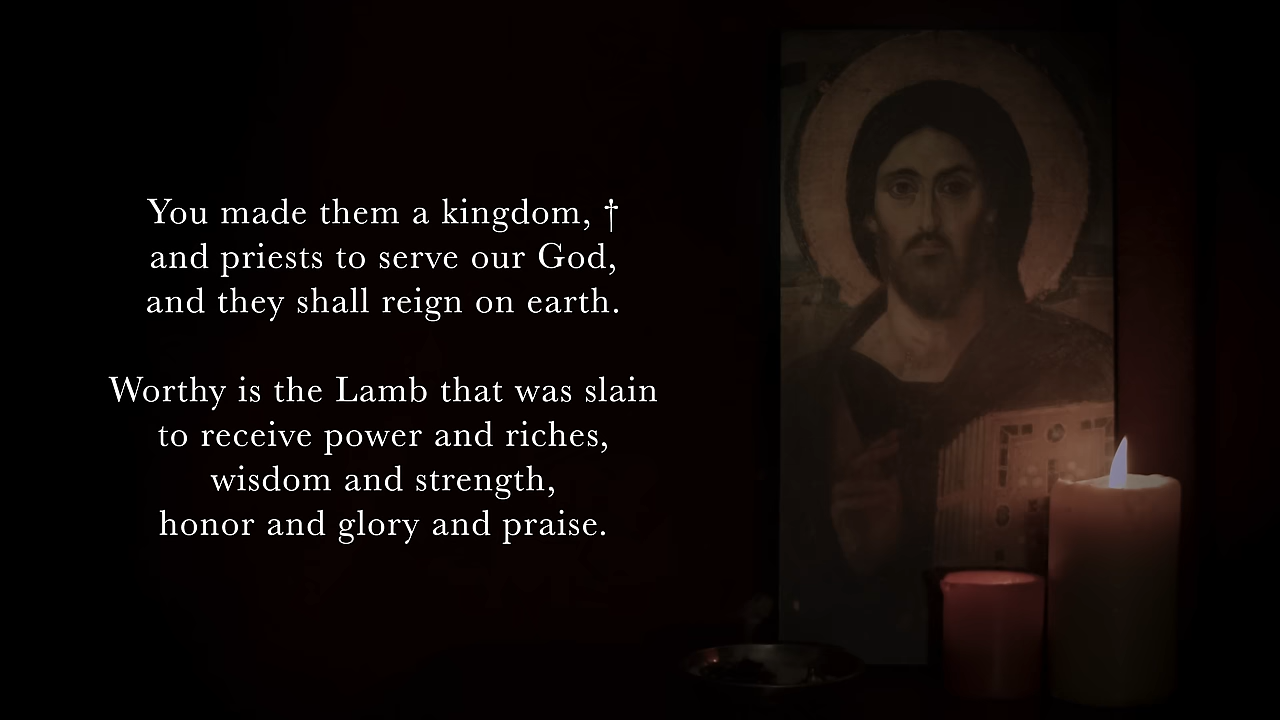 You made them a kingdom, †
and priests to serve our God,
and they shall reign on earth.
Worthy is the Lamb that was slain
to receive power and riches,
wisdom and strength,
honor and glory and praise.